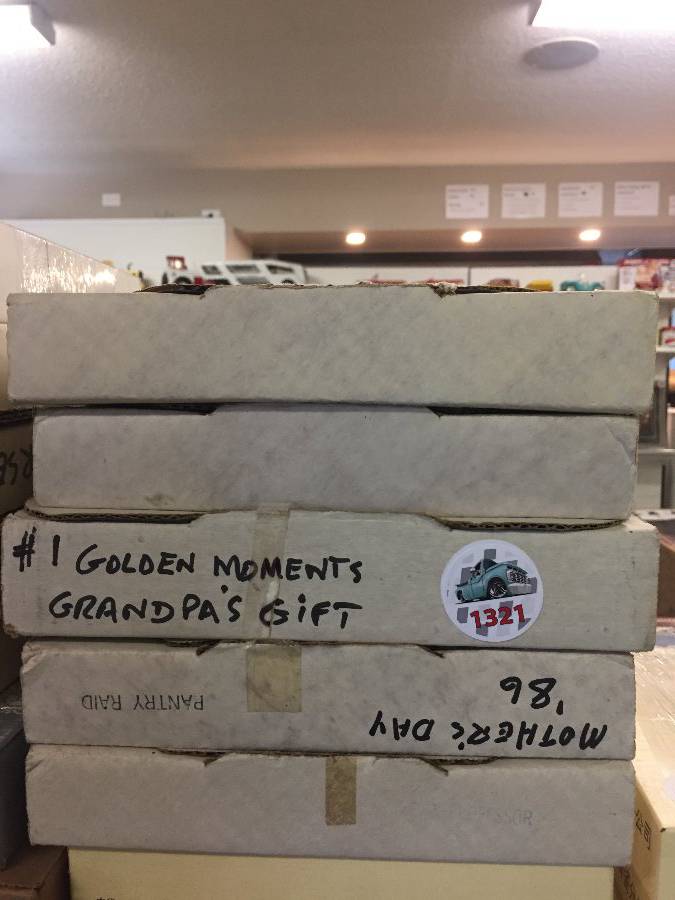 #1 GOLDEN MOMENTS
GRANDPA'S GIFT
1321
PANTRY RAID
MOTHER'S DAY
'86